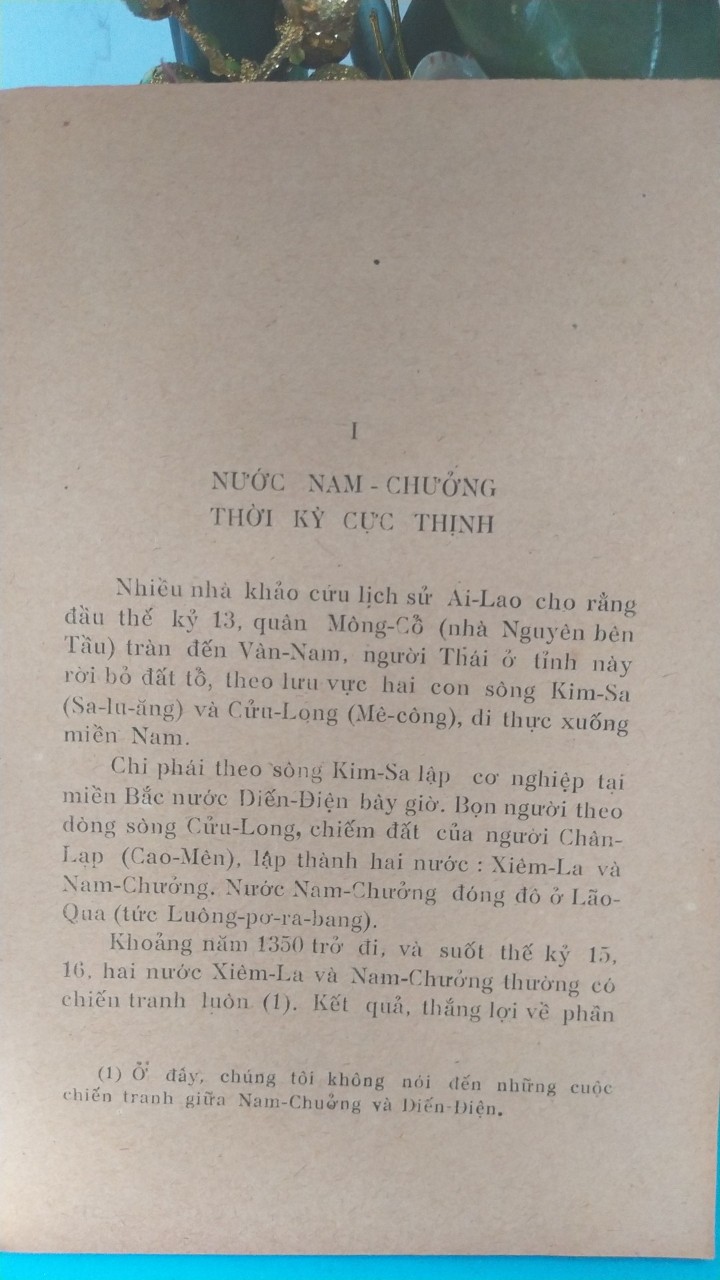 I
NƯỚC NAM - CHƯỞNG
THỜI KỲ CỰC THỊNH
Nhiều nhà khảo cứu lịch sử Ai-Lao cho rằng
đầu thế kỷ 13, quân Mông-Cổ (nhà Nguyên bên
Tầu) tràn đến Vân-Nam, người Thái ở tỉnh này
rời bỏ đất tổ, theo lưu vực hai con sông Kim-Sa
(Sa-lu-ăng) và Cửu-Long (Mê-công), di thực xuống
miền Nam.
Chi phái theo sông Kim-Sa lập cơ nghiệp tại
miền Bắc nước Diến-Điện bây giờ. Bọn người theo
dòng sông Cửu-Long, chiếm đất của người Chân-
Lạp (Cao-Mên), lập thành hai nước : Xiêm-La và
Nam-Chưởng. Nước Nam-Chưởng đóng đô ở Lão-
Qua (tức Luông-pơ-ra-bang).
Khoảng năm 1350 trở đi, và suốt thế kỷ 15,
16, hai nước Xiêm-La và Nam-Chưởng thường có
chiến tranh luôn (1). Kết quả, thắng lợi về phần
(1) Ở đây, chúng tôi không nói đến những cuộc
chiến tranh giữa Nam-Chưởng và Diến-Điện.